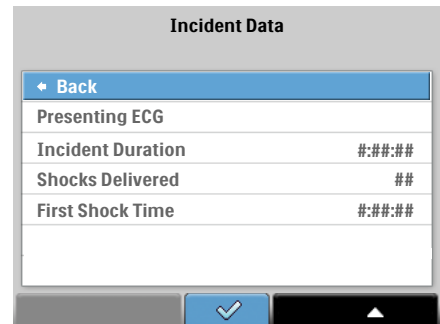 Incident Data
Back
Presenting ECG
Incident Duration #:##:##
Shocks Delivered ##
First Shock Time #:##:##